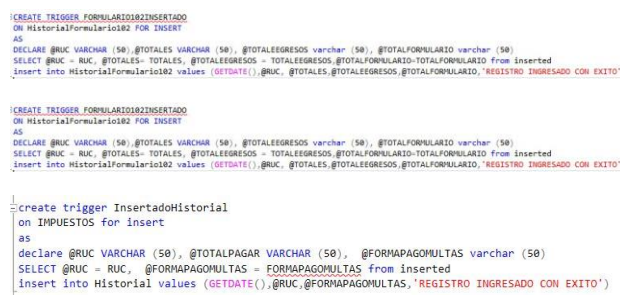 CREATE TRIGGER FORMULARIO102INSERTADO
ON HistorialFormulario102 FOR INSERT
AS
DECLARE @RUC VARCHAR (50),@TOTALES VARCHAR (50), @TOTALEEGRESOS varchar (50), @TOTALFORMULARIO varchar (50)
SELECT @RUC = RUC, @TOTALES= TOTALES, @TOTALEEGRESOS = TOTALEEGRESOS,@TOTALFORMULARIO=TOTALFORMULARIO from inserted
insert into HistorialFormulario102 values (GETDATE(),@RUC, @TOTALES,@TOTALEEGRESOS,@TOTALFORMULARIO,'REGISTRO INGRESADO CON EXITO'
CREATE TRIGGER FORMULARIO102INSERTADO
ON HistorialFormulario102 FOR INSERT
AS
DECLARE @RUC VARCHAR (50),@TOTALES VARCHAR (50), @TOTALEEGRESOS varchar (50), @TOTALFORMULARIO varchar (50)
SELECT @RUC = RUC, @TOTALES= TOTALES, @TOTALEEGRESOS = TOTALEEGRESOS,@TOTALFORMULARIO=TOTALFORMULARIO from inserted
insert into HistorialFormulario102 values (GETDATE(),@RUC, @TOTALES,@TOTALEEGRESOS,@TOTALFORMULARIO,'REGISTRO INGRESADO CON EXITO'
create trigger InsertadoHistorial
on IMPUESTOS for insert
as
declare @RUC VARCHAR (50), @TOTALPAGAR VARCHAR (50), @FORMAPAGOMULTAS varchar (50)
SELECT @RUC = RUC, @FORMAPAGOMULTAS = FORMAPAGOMULTAS from inserted
insert into Historial values (GETDATE(),@RUC,@FORMAPAGOMULTAS,'REGISTRO INGRESADO CON EXITO')